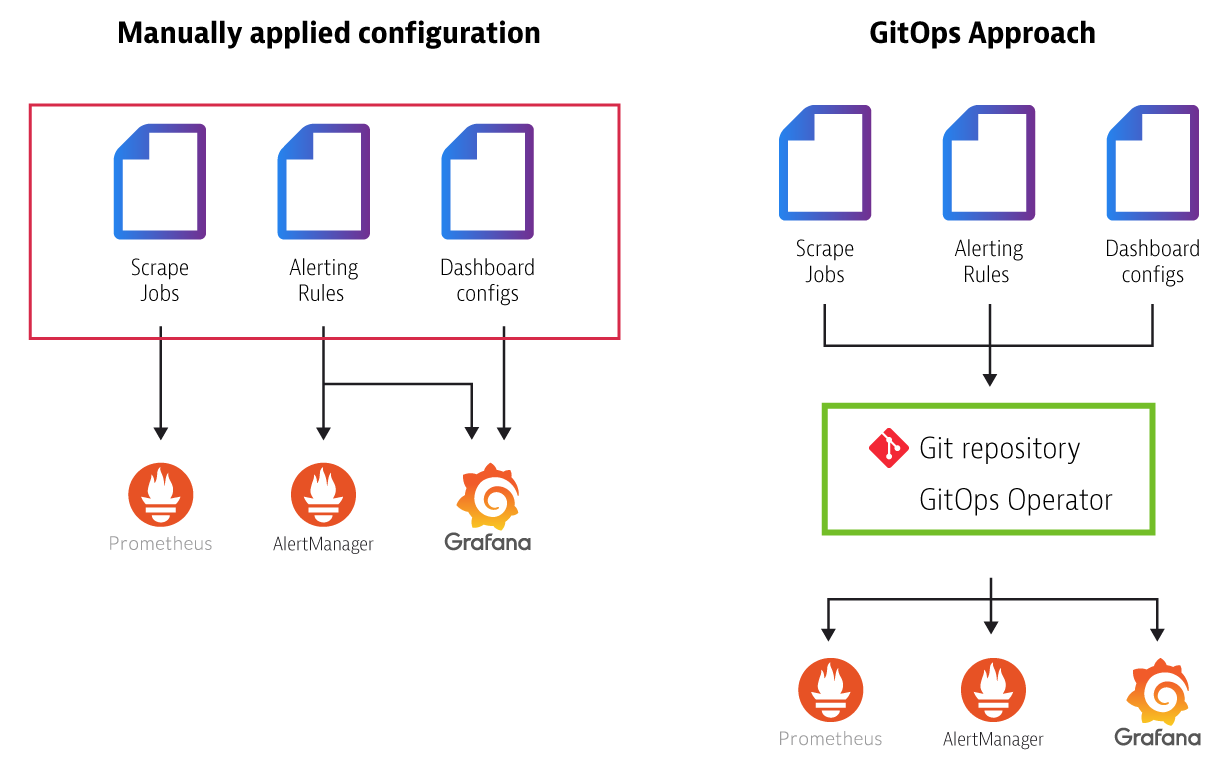 Manually applied configuration
Scrape
Jobs
Alerting
Rules
Dashboard
configs
Prometheus
AlertManager
Grafana
GitOps Approach
Scrape
Jobs
Alerting
Rules
Dashboard
configs
Git repository
GitOps Operator
Prometheus
AlertManager
Grafana